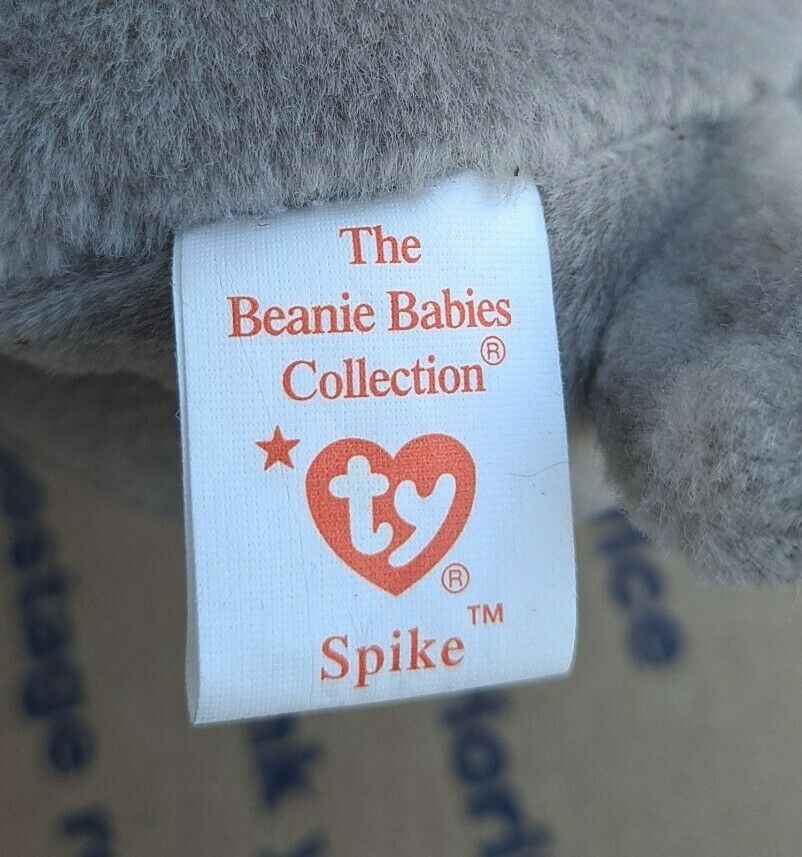 The
Beanie Babies
Collection®
★ ty ®
Spike™